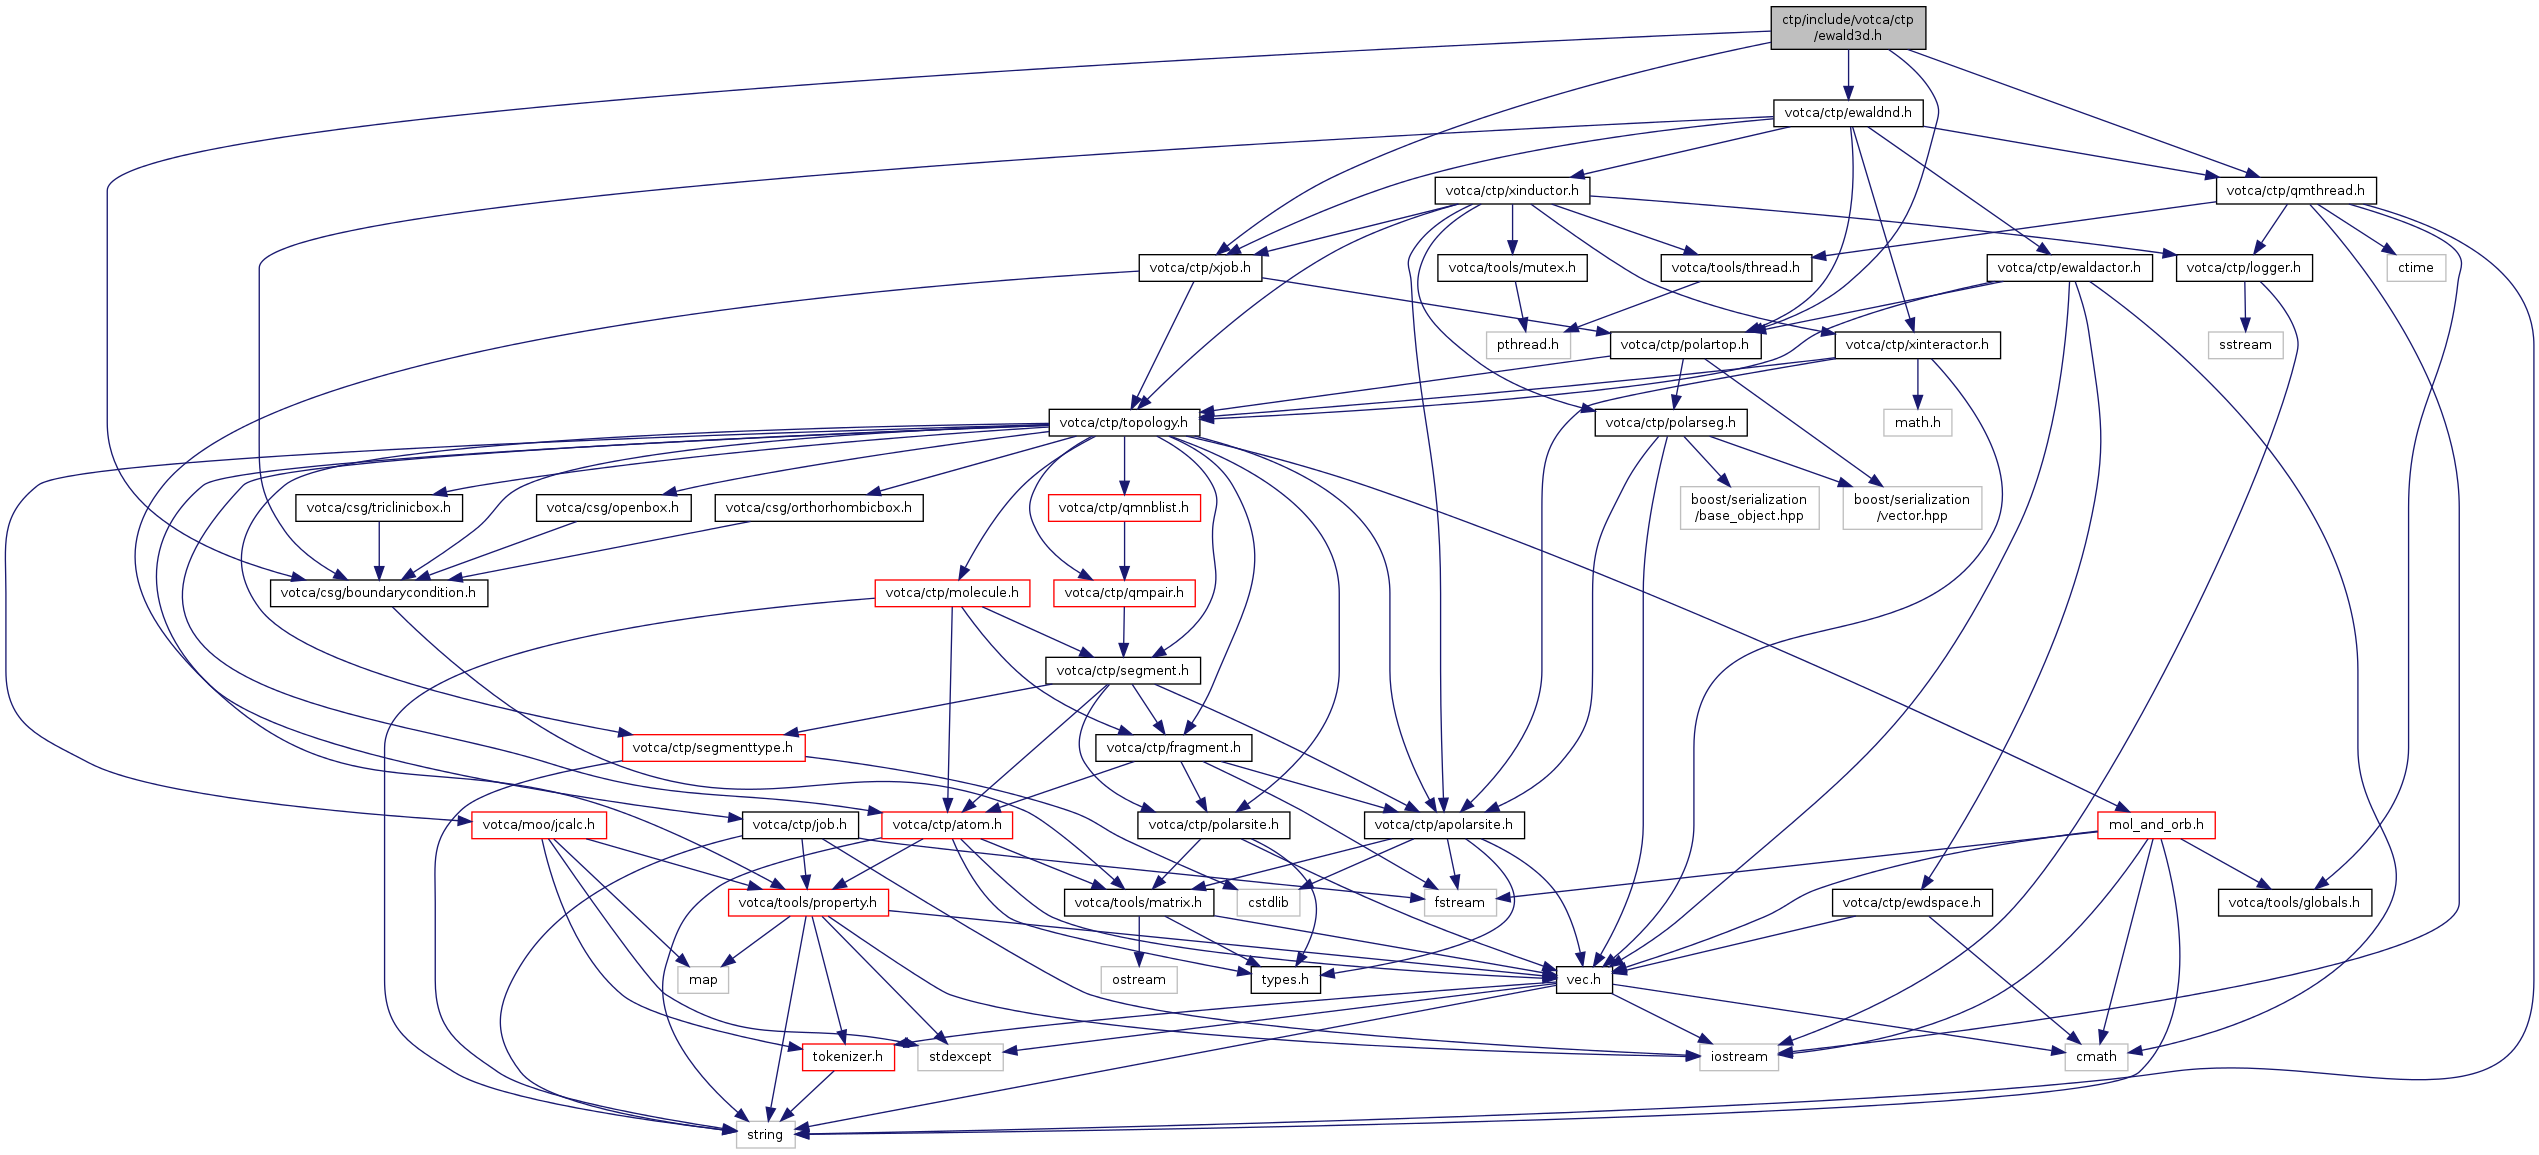 ctp/include/votca/ctp
/ewald3d.h
votca/ctp/ewaldnd.h
votca/ctp/xinductor.h
votca/ctp/qmthread.h
votca/ctp/xjob.h
votca/tools/mutex.h
votca/tools/thread.h
votca/ctp/ewaldactor.h
votca/ctp/logger.h
ctime
pthread.h
votca/ctp/polartop.h
votca/ctp/xinteractor.h
sstream
votca/ctp/topology.h
votca/ctp/polarseg.h
math.h
votca/csg/triclinicbox.h
votca/csg/openbox.h
votca/csg/orthorhombicbox.h
votca/ctp/qmnblist.h
boost/serialization
/base_object.hpp
boost/serialization
/vector.hpp
votca/csg/boundarycondition.h
votca/ctp/molecule.h
votca/ctp/qmpair.h
votca/ctp/segment.h
votca/ctp/segmenttype.h
votca/ctp/fragment.h
votca/moo/jcalc.h
votca/ctp/job.h
votca/ctp/atom.h
votca/ctp/polarsite.h
votca/ctp/apolarsite.h
mol_and_orb.h
votca/tools/property.h
votca/tools/matrix.h
cstdlib
fstream
votca/ctp/ewdspace.h
votca/tools/globals.h
map
ostream
types.h
vec.h
tokenizer.h
stdexcept
iostream
cmath
string